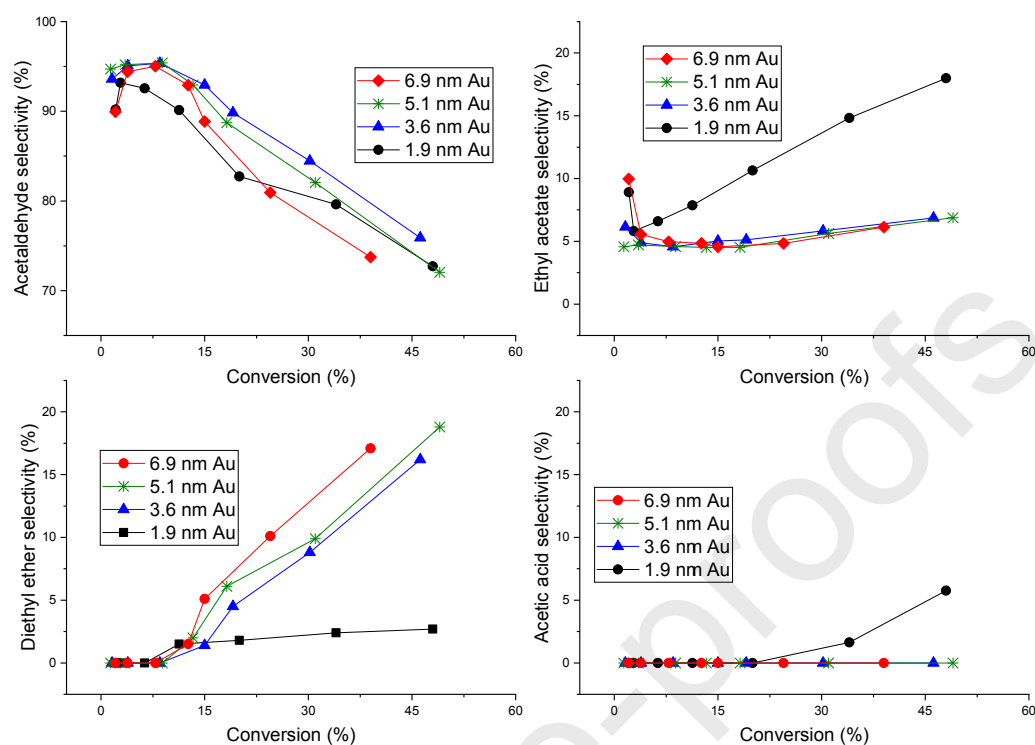 100
90
80
70
0
15
30
45
60
Acetaldehyde selectivity (%)
Conversion (%)
6.9 nm Au
5.1 nm Au
3.6 nm Au
1.9 nm Au
20
15
10
5
0
0
15
30
45
60
Ethyl acetate selectivity (%)
Conversion (%)
6.9 nm Au
5.1 nm Au
3.6 nm Au
1.9 nm Au
20
15
10
5
0
0
15
30
45
60
Diethyl ether selectivity (%)
Conversion (%)
6.9 nm Au
5.1 nm Au
3.6 nm Au
1.9 nm Au
20
15
10
5
0
0
15
30
45
60
Acetic acid selectivity (%)
Conversion (%)
6.9 nm Au
5.1 nm Au
3.6 nm Au
1.9 nm Au
e-proofs